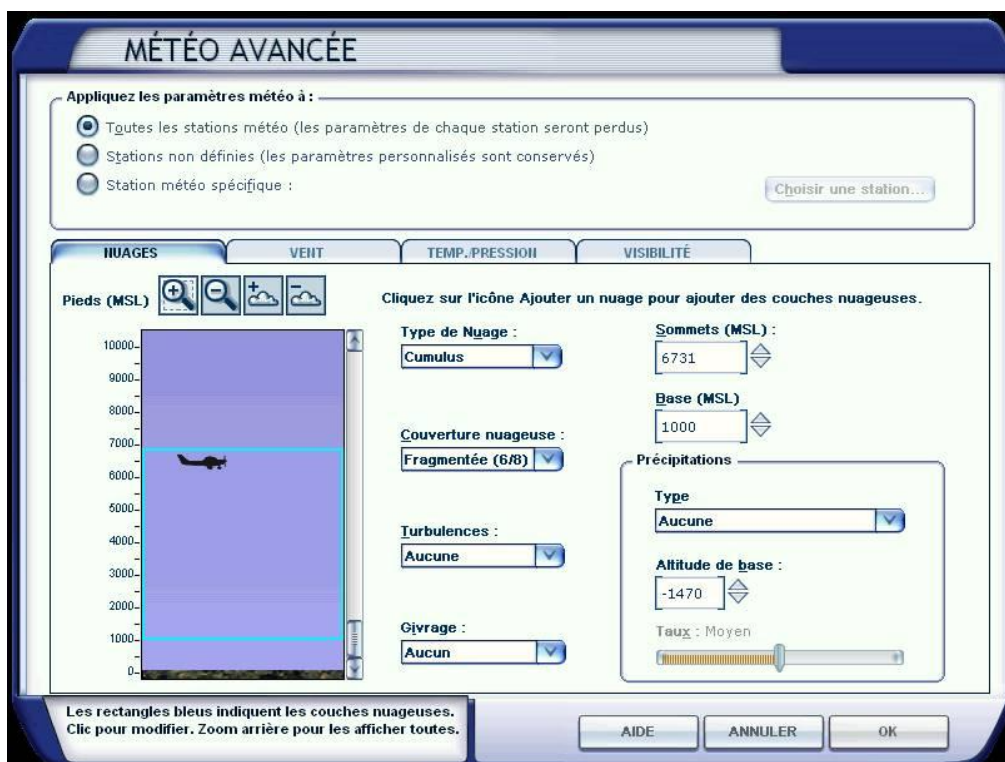 MÉTÉO AVANCÉE
Appliquez les paramètres météo à :
Toutes les stations météo (les paramètres de chaque station seront perdus)
Stations non définies (les paramètres personnalisés sont conservés)
Station météo spécifique :
Choisir une station...
NUAGES
VENT
TEMP./PRESSION
VISIBILITÉ
Pieds (MSL)
Cliquez sur l'icône Ajouter un nuage pour ajouter des couches nuageuses.
10000
9000
8000
7000
6000
5000
4000
3000
2000
1000
0
Type de Nuage :
Cumulus
Couverture nuageuse :
Fragmentée (6/8)
Turbulences :
Aucune
Givrage :
Aucun
Sommets (MSL) :
6731
Base (MSL)
1000
Précipitations
Type
Aucune
Altitude de base :
-1470
Taux : Moyen
Les rectangles bleus indiquent les couches nuageuses.
Clic pour modifier. Zoom arrière pour les afficher toutes.
AIDE
ANNULER
OK